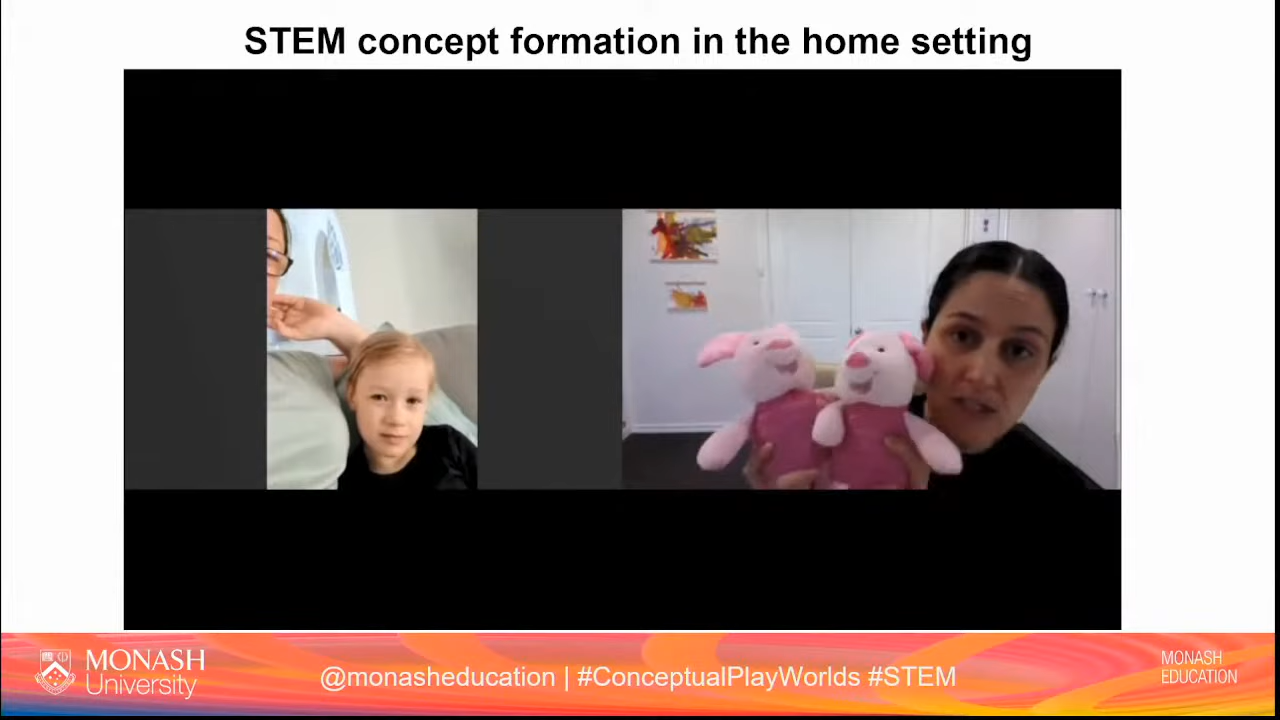 STEM concept formation in the home setting
MONASH
University
@monasheducation | #ConceptualPlayWorlds #STEM
MONASH
EDUCATION